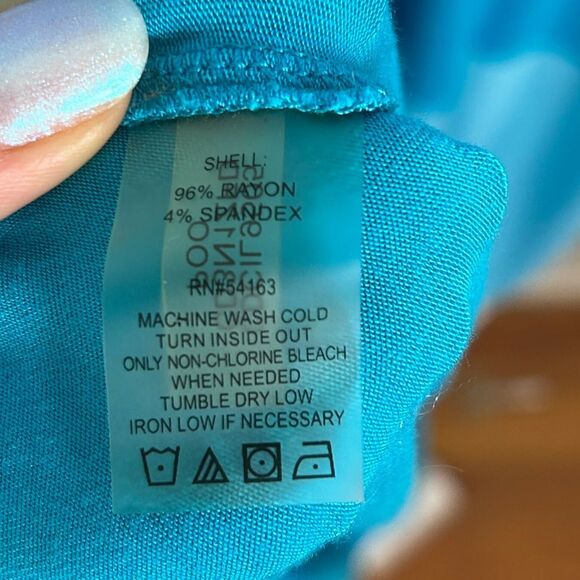 SHELL:
96% RAYON
4% SPANDEX
RN#54163
MACHINE WASH COLD
TURN INSIDE OUT
ONLY NON-CHLORINE BLEACH
WHEN NEEDED
TUMBLE DRY LOW
IRON LOW IF NECESSARY